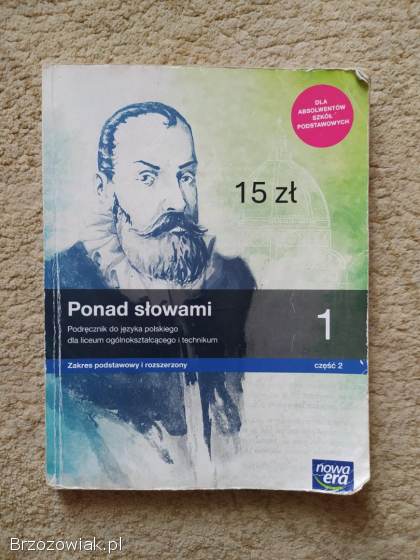 DLA
ABSOLWENTÓW
SZKÓŁ
PODSTAWOWYCH
15 zł
Ponad słowami
1
Podręcznik do języka polskiego
dla liceum ogólnokształcącego i technikum
Zakres podstawowy i rozszerzony
część 2
nowa
era
Brzozowiak.pl